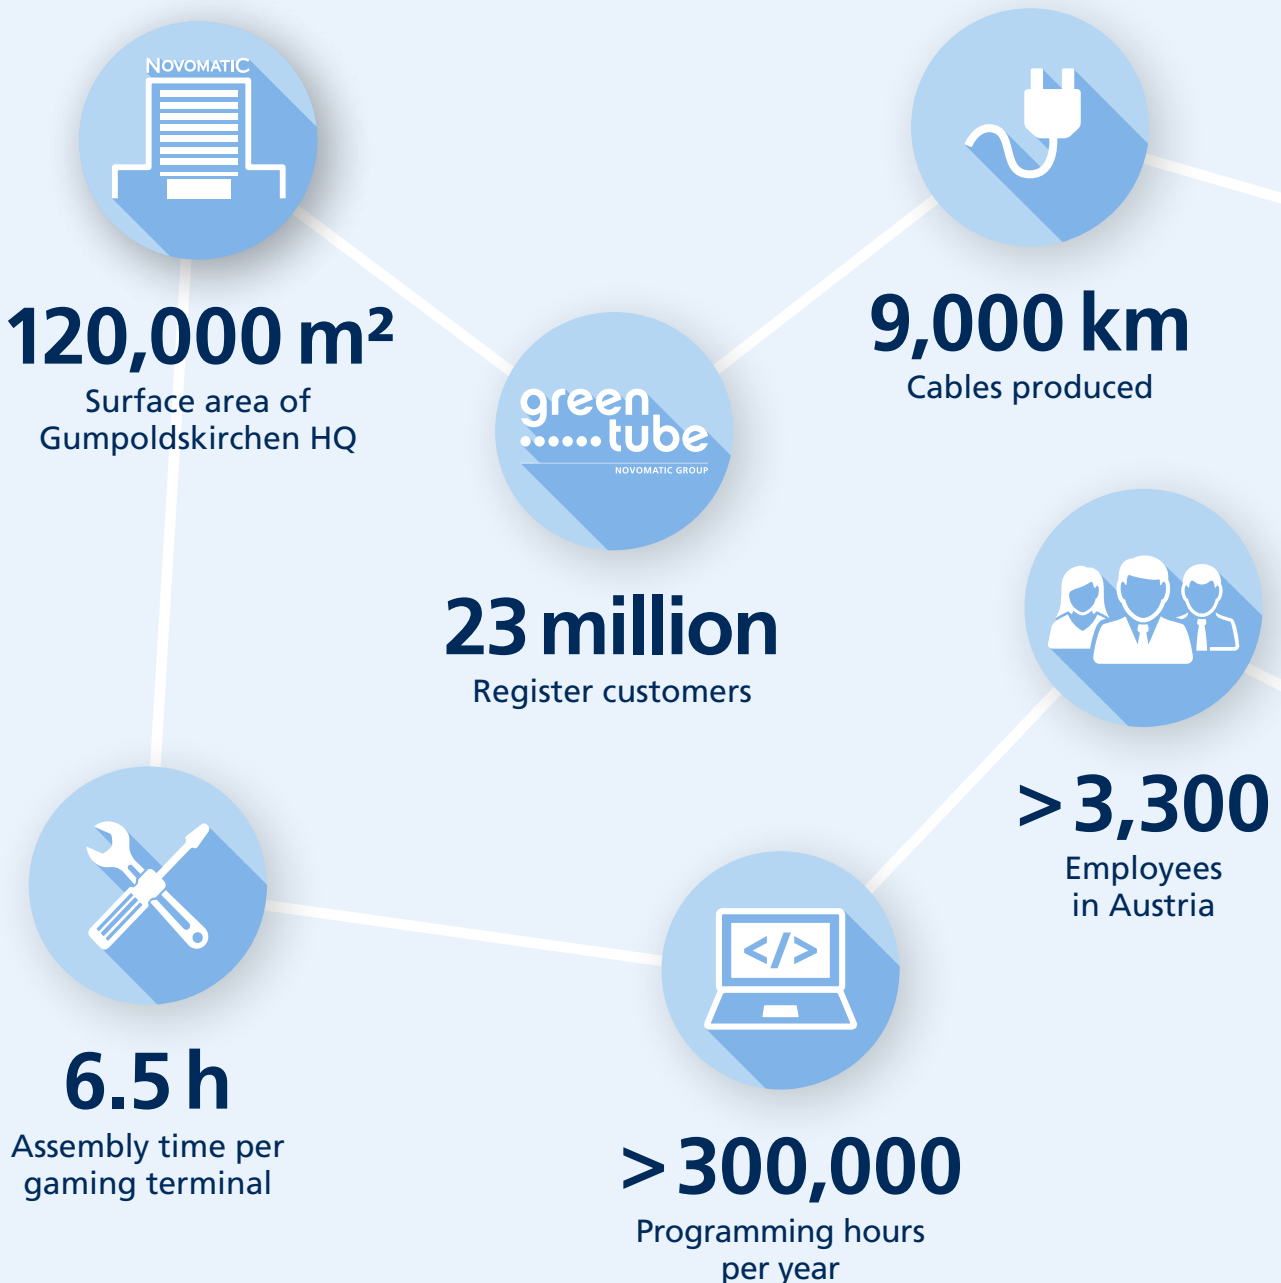 NOVOMATIC
120,000 m²
Surface area of
Gumpoldskirchen HQ
9,000 km
Cables produced
green
......tube
NOVOMATIC GROUP
23 million
Register customers
>3,300
Employees
in Austria
6.5 h
Assembly time per
gaming terminal
</>
>300,000
Programming hours
per year